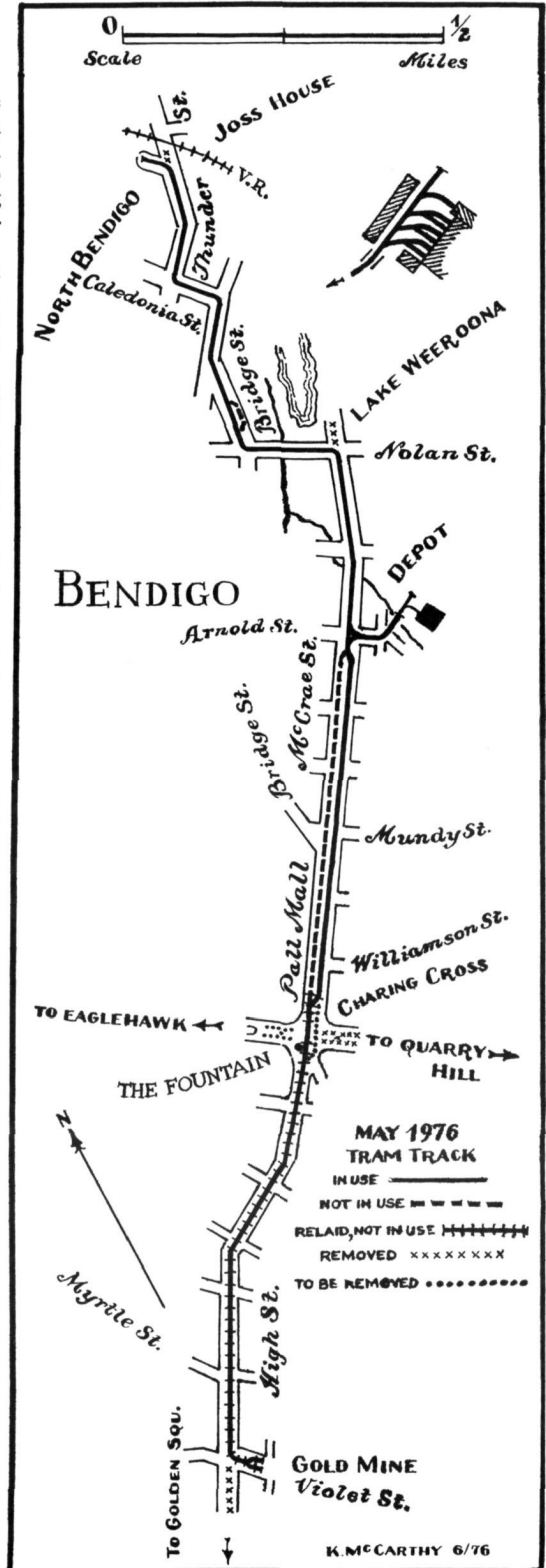 0 ½
Scale Miles
St.
JOSS HOUSE
V.R.
Thunder
NORTH BENDIGO
Caledonia St.
Bridge St.
LAKE WEEROONA
Nolan St.
DEPOT
BENDIGO
Arnold St.
McCrae St.
Bridge St.
Mundy St.
Pall Mall
Williamson St.
CHARING CROSS
TO EAGLEHAWK
TO QUARRY
HILL
THE FOUNTAIN
N
MAY 1976
TRAM TRACK
IN USE
NOT IN USE
RELAID, NOT IN USE
REMOVED
TO BE REMOVED
Myrtle St.
High St.
TO GOLDEN SQU.
GOLD MINE
Violet St.
K. McCARTHY 6/76